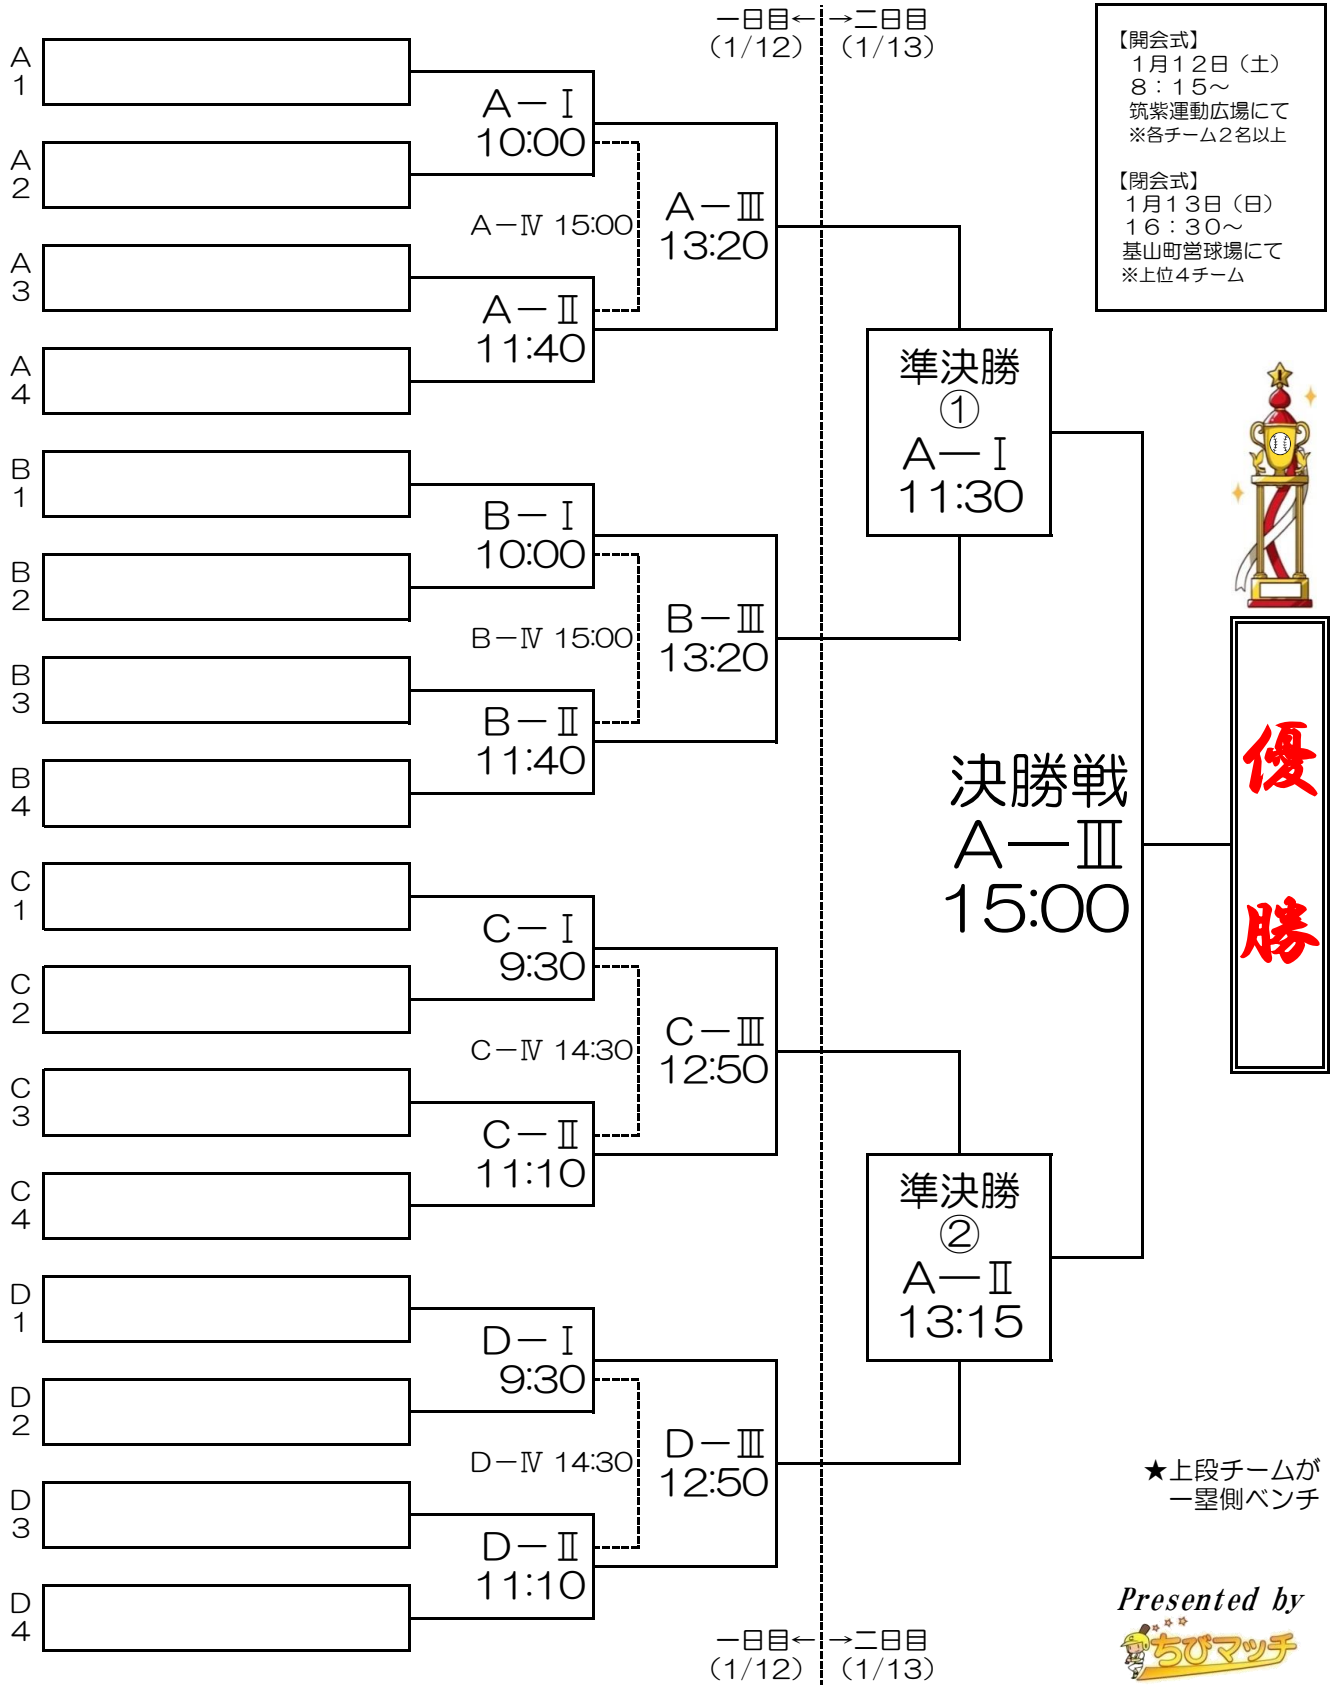 一日目← →二日目
(1/12) (1/13)
【開会式】
1月12日(土)
8:15～
筑紫運動広場にて
※各チーム2名以上
【閉会式】
1月13日(日)
16:30～
基山町営球場にて
※上位4チーム
A
1
A－Ⅰ
10:00
A
2
A－Ⅳ 15:00
A－Ⅲ
13:20
A
3
A－Ⅱ
11:40
A
4
準決勝
①
A－Ⅰ
11:30
B
1
B－Ⅰ
10:00
B
2
B－Ⅳ 15:00
B－Ⅲ
13:20
B
3
B－Ⅱ
11:40
B
4
決勝戦
A－Ⅲ
15:00
優
勝
C
1
C－Ⅰ
9:30
C
2
C－Ⅳ 14:30
C－Ⅲ
12:50
C
3
C－Ⅱ
11:10
C
4
準決勝
②
A－Ⅱ
13:15
D
1
D－Ⅰ
9:30
D
2
D－Ⅳ 14:30
D－Ⅲ
12:50
D
3
D－Ⅱ
11:10
D
4
★上段チームが
一塁側ベンチ
Presented by
ちびマッチ
一日目← →二日目
(1/12) (1/13)